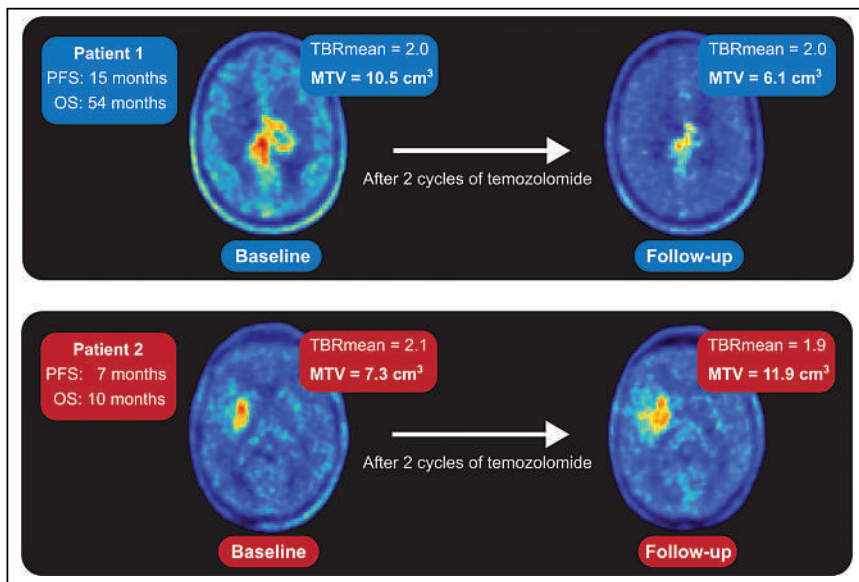 Patient 1
PFS: 15 months
OS: 54 months
TBRmean = 2.0
MTV = 10.5 cm³
TBRmean = 2.0
MTV = 6.1 cm³
After 2 cycles of temozolomide
Baseline
Follow-up
Patient 2
PFS: 7 months
OS: 10 months
TBRmean = 2.1
MTV = 7.3 cm³
TBRmean = 1.9
MTV = 11.9 cm³
After 2 cycles of temozolomide
Baseline
Follow-up